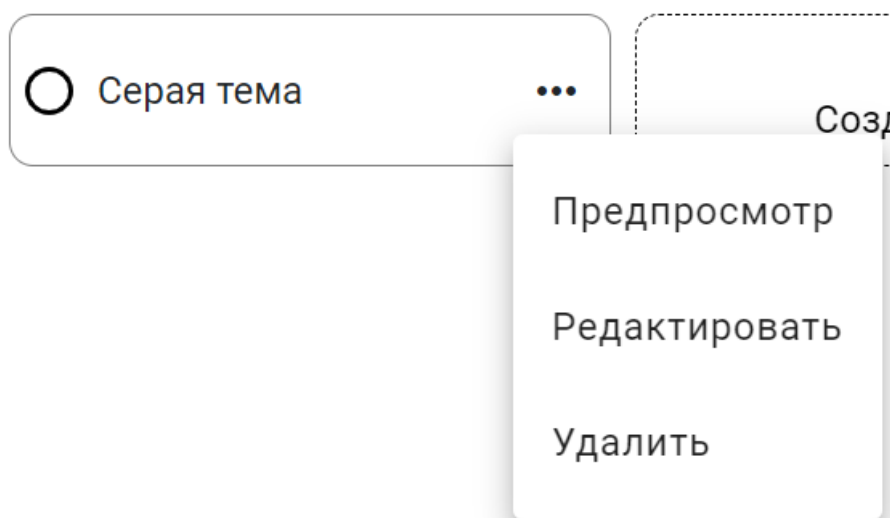 Серая тема
Предпросмотр
Редактировать
Удалить